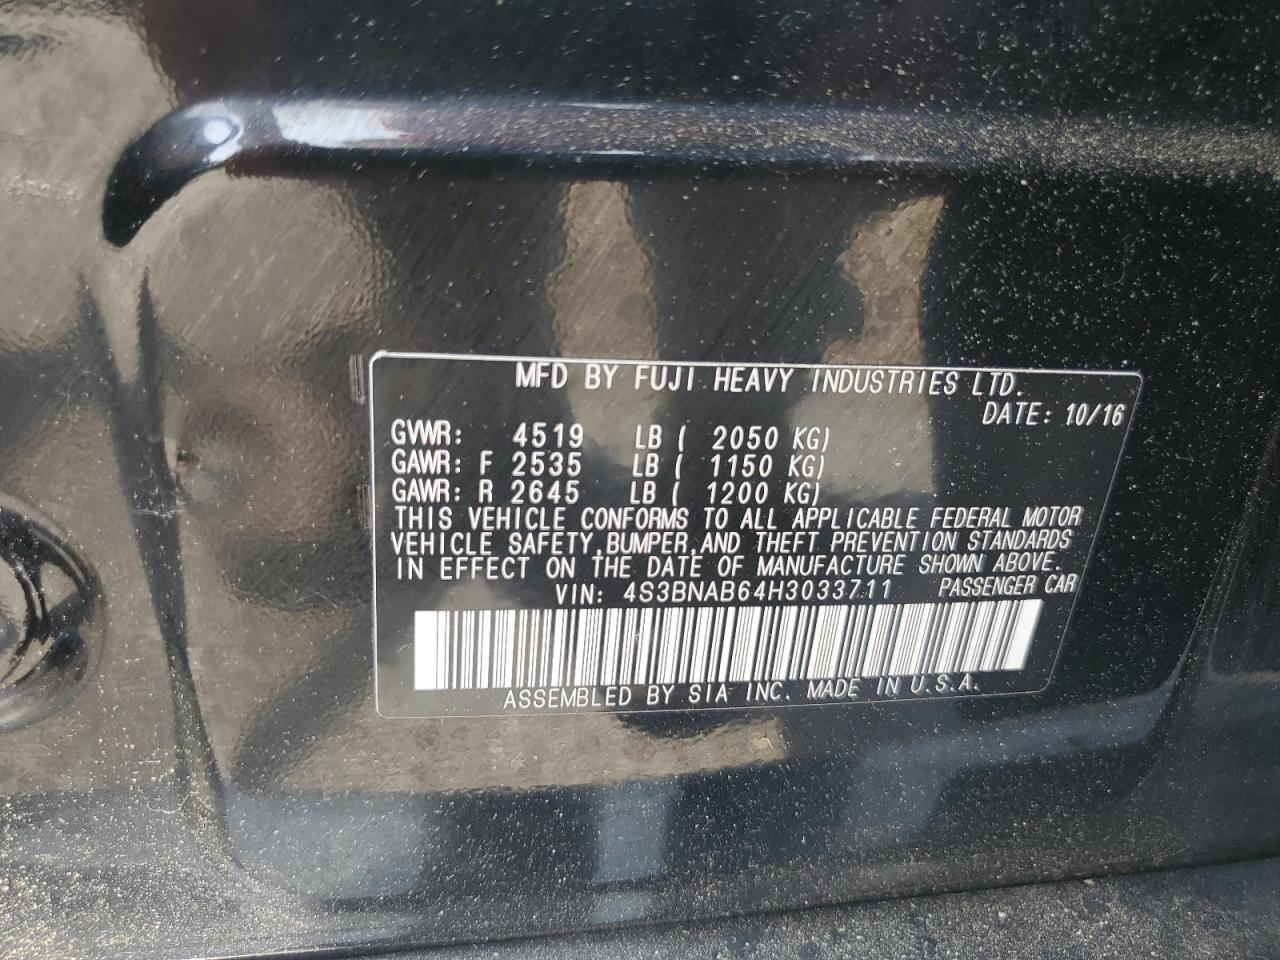 MFD BY FUJI HEAVY INDUSTRIES LTD.
DATE: 10/16
GVWR: 4519 LB ( 2050 KG)
GAWR: F 2535 LB ( 1150 KG)
GAWR: R 2645 LB ( 1200 KG)
THIS VEHICLE CONFORMS TO ALL APPLICABLE FEDERAL MOTOR
VEHICLE SAFETY,BUMPER,AND THEFT PREVENTION STANDARDS
IN EFFECT ON THE DATE OF MANUFACTURE SHOWN ABOVE.
VIN: 4S3BNAB64H3033711 PASSENGER CAR
ASSEMBLED BY SIA INC. MADE IN U.S.A.